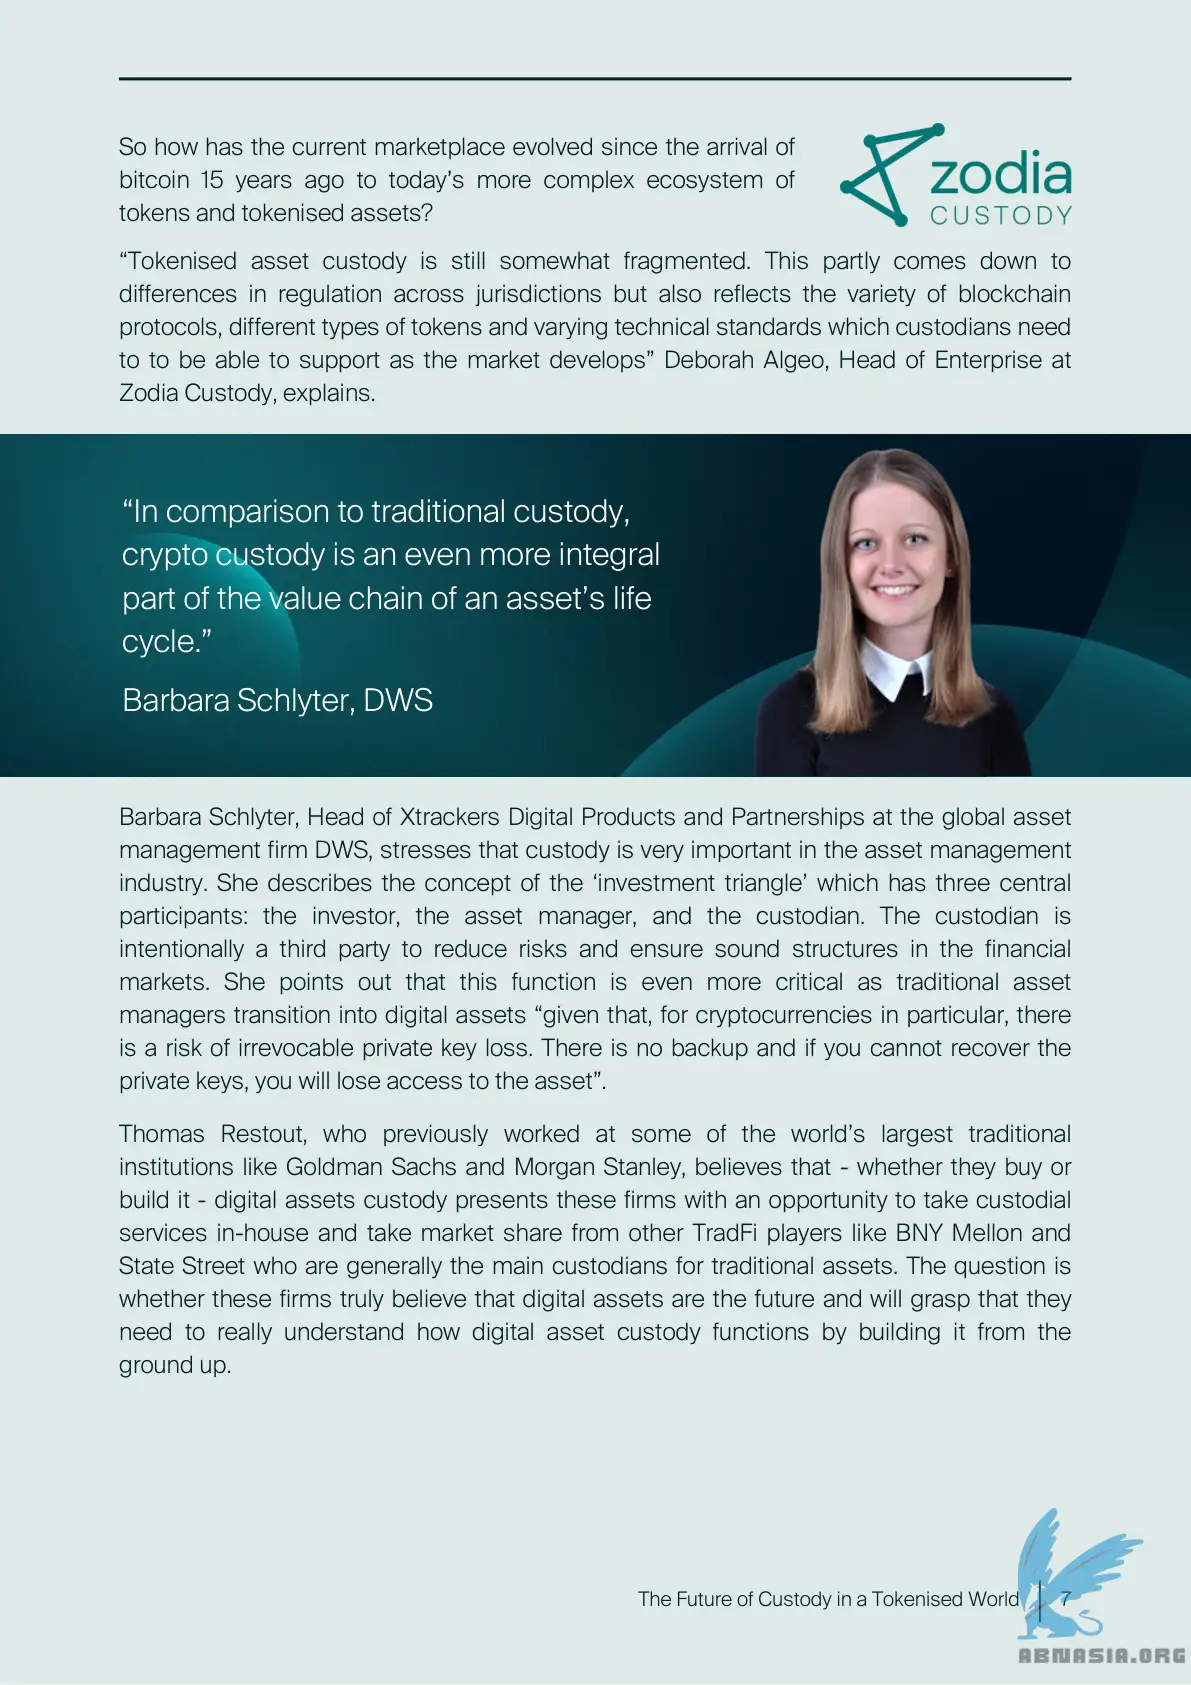 So how has the current marketplace evolved since the arrival of
bitcoin 15 years ago to today's more complex ecosystem of
tokens and tokenised assets?
zodia
CUSTODY
“Tokenised asset custody is still somewhat fragmented. This partly comes down to
differences in regulation across jurisdictions but also reflects the variety of blockchain
protocols, different types of tokens and varying technical standards which custodians need
to to be able to support as the market develops” Deborah Algeo, Head of Enterprise at
Zodia Custody, explains.
“In comparison to traditional custody,
crypto custody is an even more integral
part of the value chain of an asset's life
cycle.”
Barbara Schlyter, DWS
Barbara Schlyter, Head of Xtrackers Digital Products and Partnerships at the global asset
management firm DWS, stresses that custody is very important in the asset management
industry. She describes the concept of the ‘investment triangle’ which has three central
participants: the investor, the asset manager, and the custodian. The custodian is
intentionally a third party to reduce risks and ensure sound structures in the financial
markets. She points out that this function is even more critical as traditional asset
managers transition into digital assets “given that, for cryptocurrencies in particular, there
is a risk of irrevocable private key loss. There is no backup and if you cannot recover the
private keys, you will lose access to the asset”.
Thomas Restout, who previously worked at some of the world's largest traditional
institutions like Goldman Sachs and Morgan Stanley, believes that - whether they buy or
build it - digital assets custody presents these firms with an opportunity to take custodial
services in-house and take market share from other TradFi players like BNY Mellon and
State Street who are generally the main custodians for traditional assets. The question is
whether these firms truly believe that digital assets are the future and will grasp that they
need to really understand how digital asset custody functions by building it from the
ground up.
The Future of Custody in a Tokenised World | 7
ABNASIA.ORG